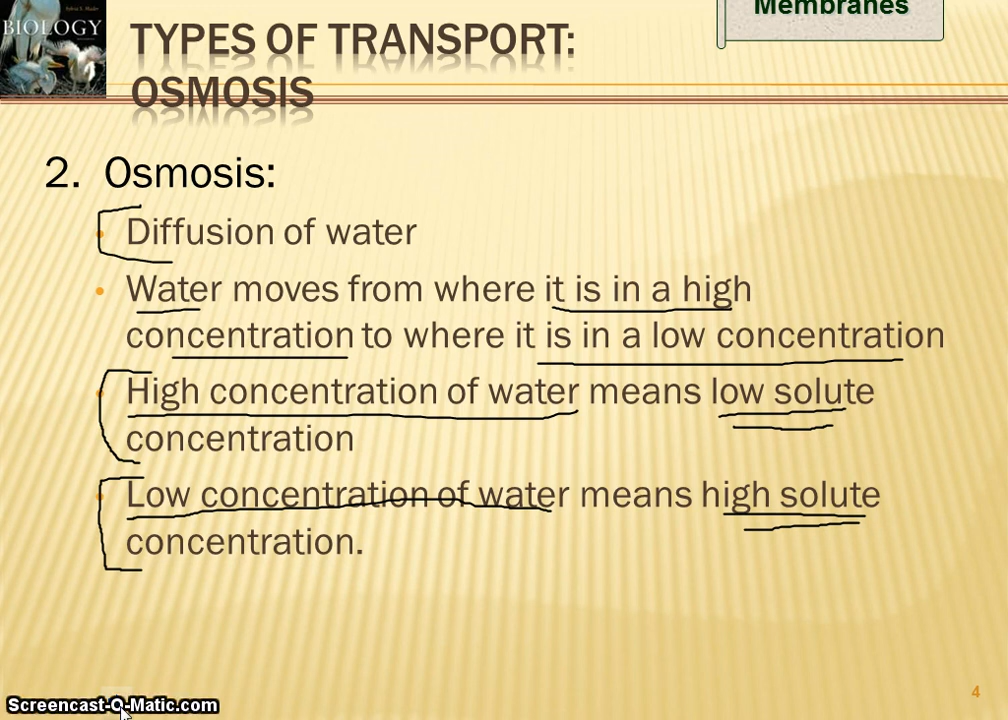 Sylvia S. Mader
BIOLOGY
Membranes
TYPES OF TRANSPORT:
OSMOSIS
2. Osmosis:
• Diffusion of water
• Water moves from where it is in a high
concentration to where it is in a low concentration
• High concentration of water means low solute
concentration
• Low concentration of water means high solute
concentration.
4
Screencast-O-Matic.com